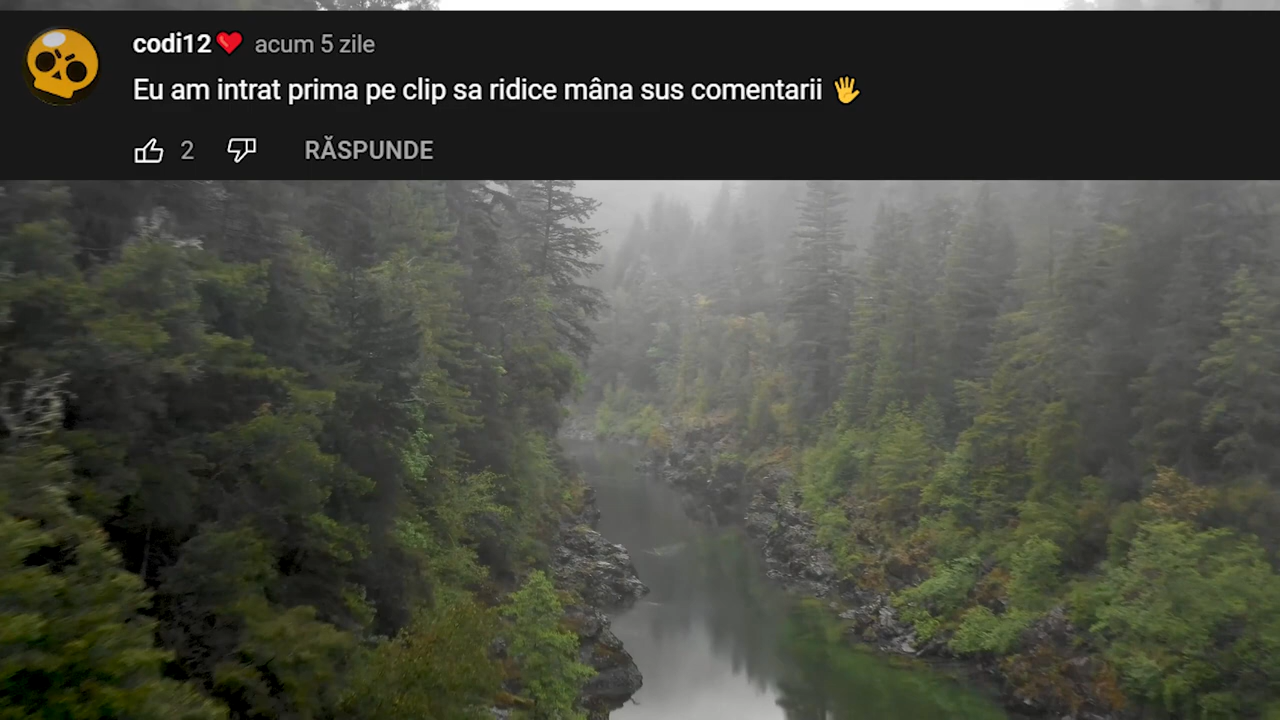 codi12❤️ acum 5 zile
Eu am intrat prima pe clip sa ridice mâna sus comentarii 🖐
2 RĂSPUNDE